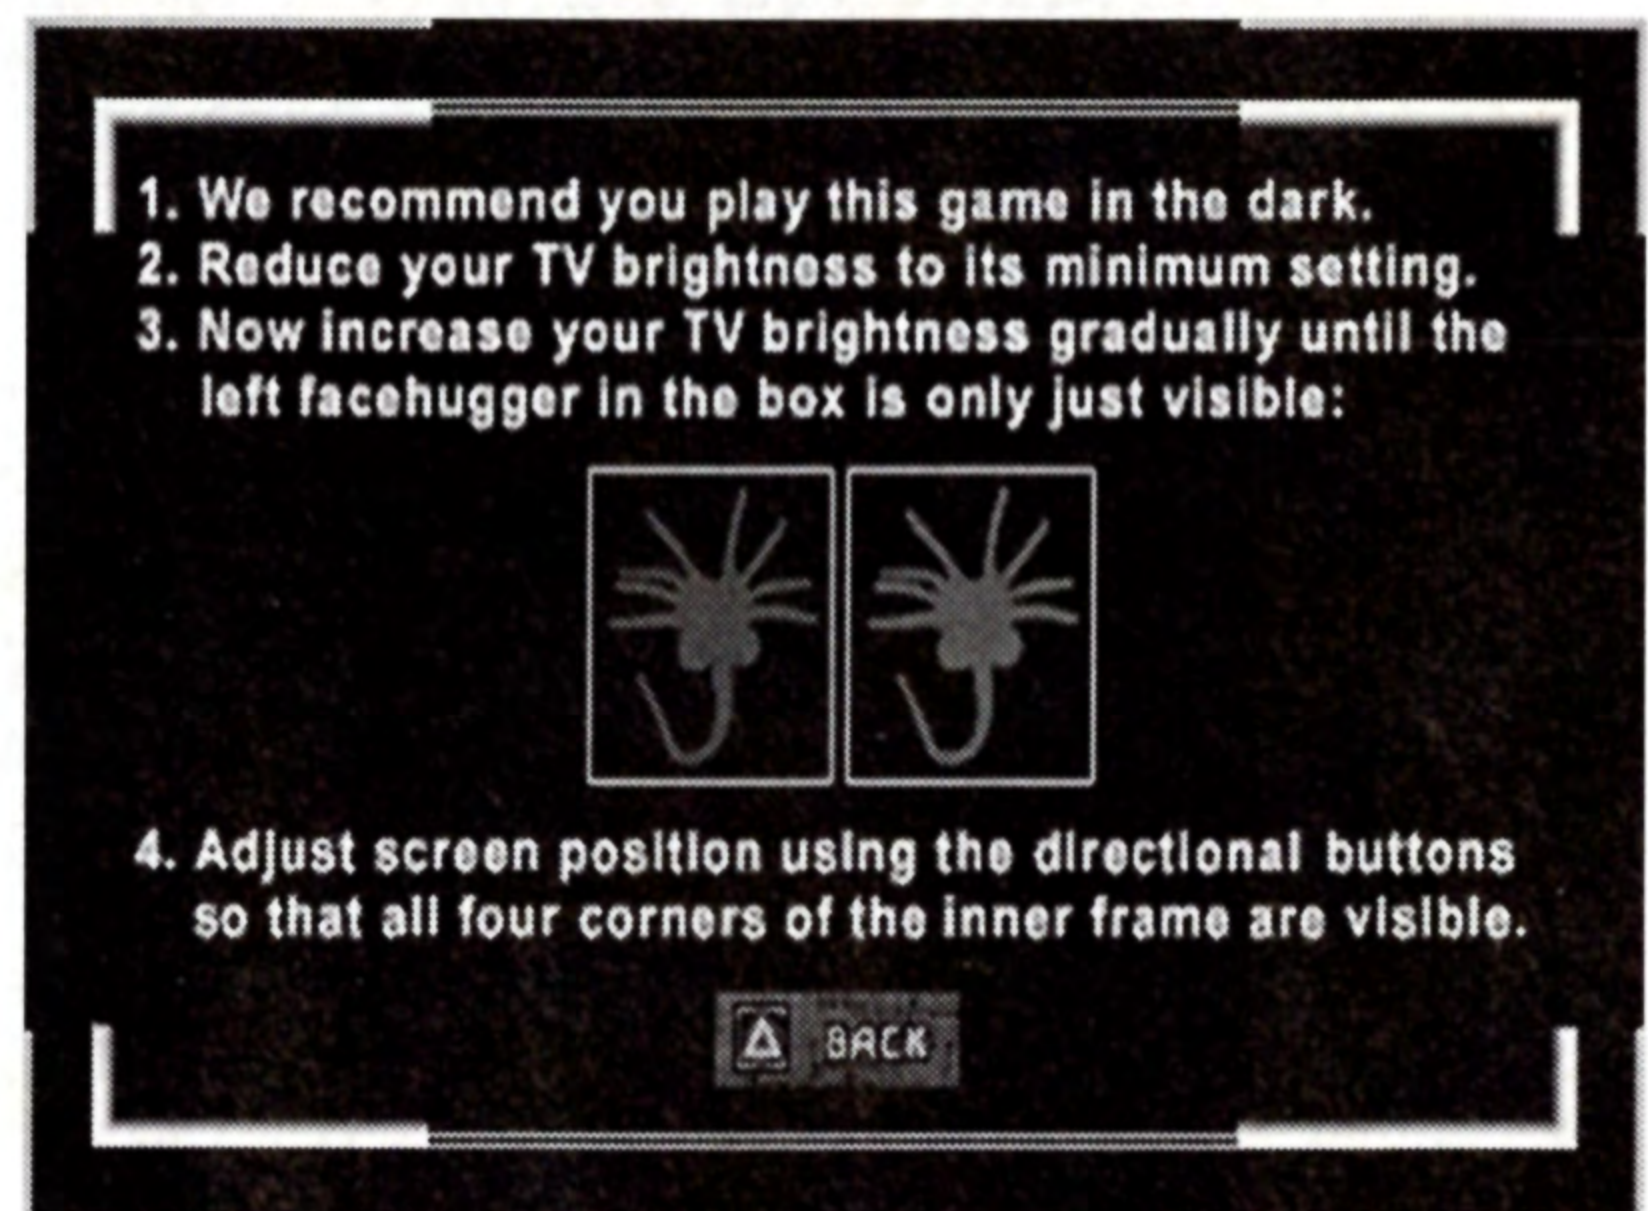 1. We recommend you play this game in the dark.
2. Reduce your TV brightness to its minimum setting.
3. Now increase your TV brightness gradually until the
left facehugger in the box is only just visible:
4. Adjust screen position using the directional buttons
so that all four corners of the inner frame are visible.
BACK